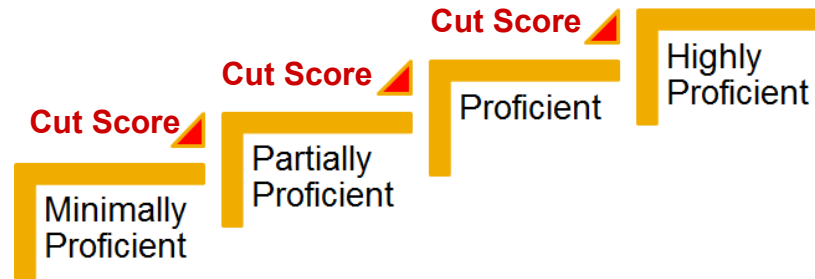 Cut Score
Minimally
Proficient
Cut Score
Partially
Proficient
Cut Score
Proficient
Highly
Proficient